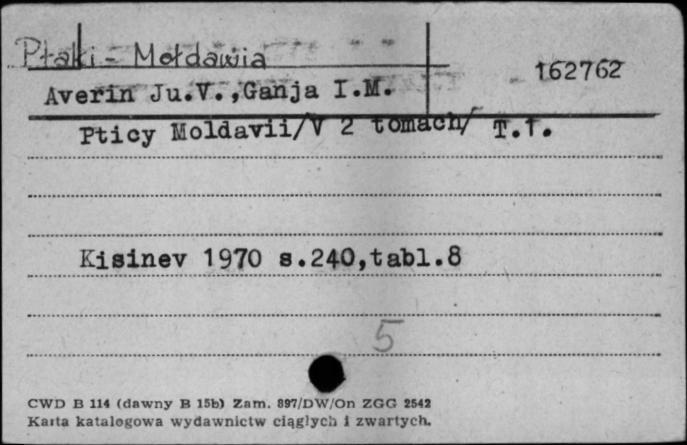 Ptaki - Mołdawia
162762
Averin Ju.V.,Ganja I.M.
Pticy Moldavii/V 2 tomach/ T.1.
Kisinev 1970 s.240,tabl.8
5
CWD B 114 (dawny B 15b) Zam. 897/DW/On ZGG 2542
Karta katalogowa wydawnictw ciągłych i zwartych.